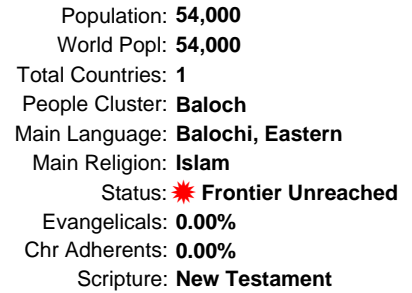 Population: 54,000
World Popl: 54,000
Total Countries: 1
People Cluster: Baloch
Main Language: Balochi, Eastern
Main Religion: Islam
Status: Frontier Unreached
Evangelicals: 0.00%
Chr Adherents: 0.00%
Scripture: New Testament